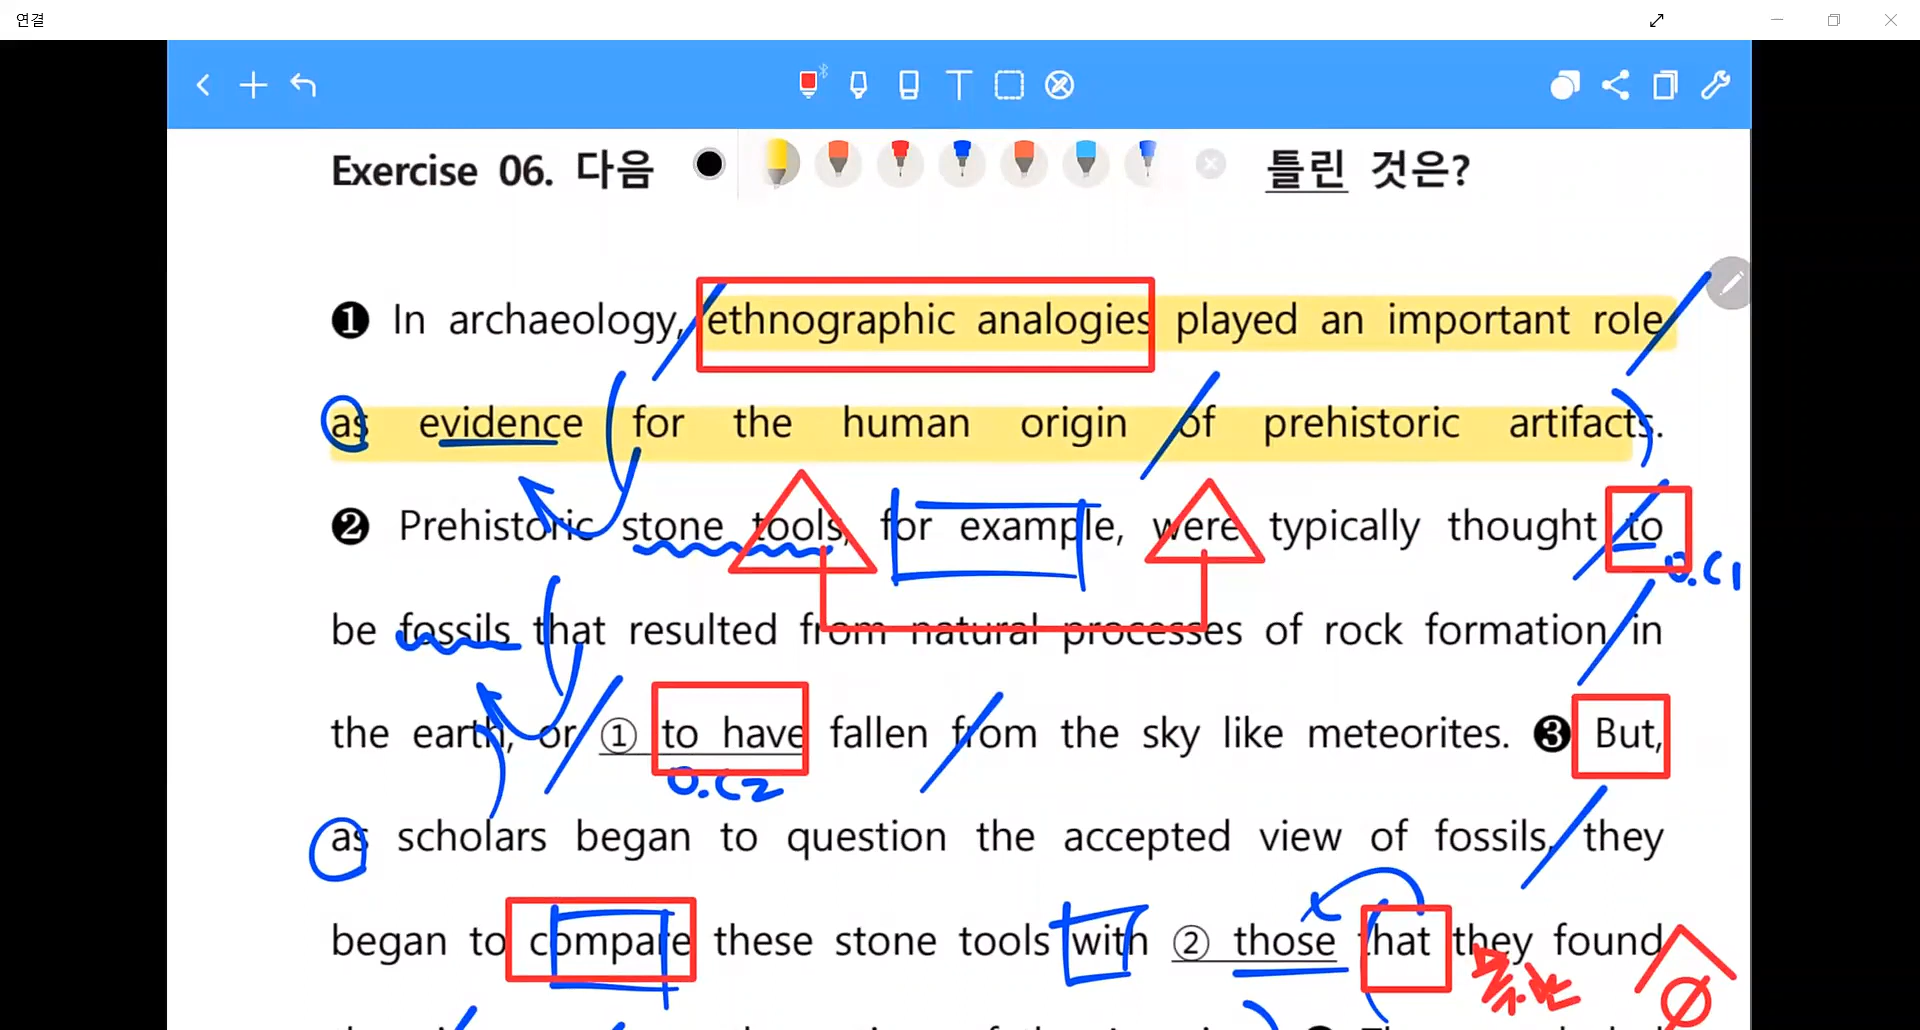 연결
Exercise 06. 다음 틀린 것은?
❶ In archaeology, ethnographic analogies played an important role
as evidence for the human origin of prehistoric artifacts.
❷ Prehistoric stone tools, for example, were typically thought to
O.C1
be fossils that resulted from natural processes of rock formation in
the earth, or ① to have fallen from the sky like meteorites. ❸ But,
O.C2
as scholars began to question the accepted view of fossils, they
began to compare these stone tools with ② those that they found